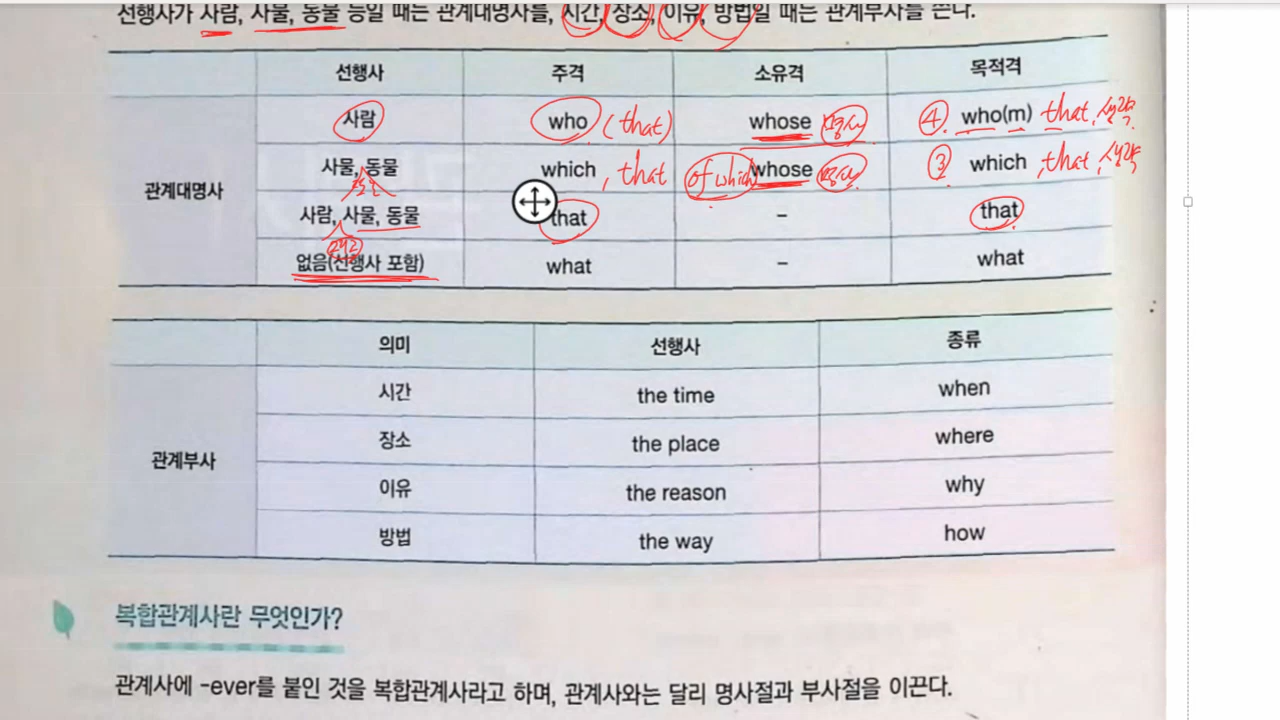 선행사가 사람, 사물, 동물 등일 때는 관계대명사를, 시간, 장소, 이유, 방법일 때는 관계부사를 쓴다.
선행사 주격 소유격 목적격
관계대명사
사람 who (that) whose 명사 ④ who(m) that, 생략
사물, 동물 which, that of which whose 명사 ③ which, that, 생략
사람, 사물, 동물 that - that
없음(선행사 포함) what - what
의미 선행사 종류
관계부사
시간 the time when
장소 the place where
이유 the reason why
방법 the way how
복합관계사란 무엇인가?
관계사에 -ever를 붙인 것을 복합관계사라고 하며, 관계사와는 달리 명사절과 부사절을 이끈다.